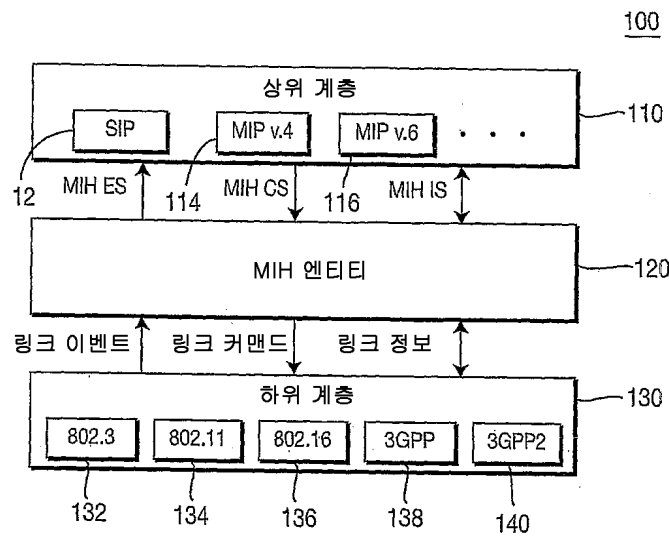 100
상위 계층
110
SIP
MIP v.4
MIP v.6
. . .
12
MIH ES
114
MIH CS
116
MIH IS
MIH 엔티티
120
링크 이벤트
링크 커맨드
링크 정보
하위 계층
130
802.3
802.11
802.16
3GPP
3GPP2
132
134
136
138
140